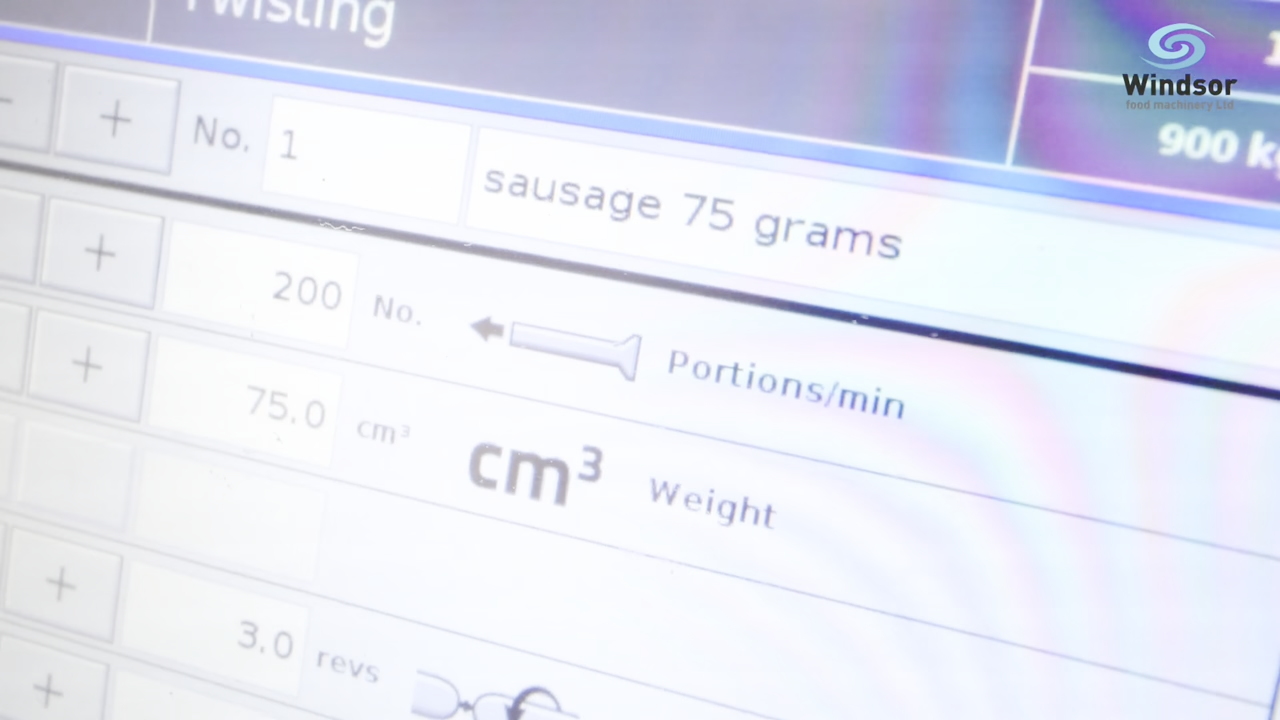 Twisting
Windsor
food machinery Ltd
900
No. 1 sausage 75 grams
200 No. Portions/min
75.0 cm³ cm³ Weight
3.0 revs